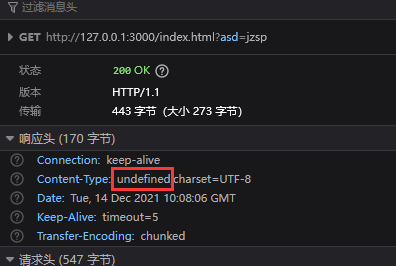 过滤消息头
GET http://127.0.0.1:3000/index.html?asd=jzsp
状态 200 OK ?
版本 HTTP/1.1
传输 443 字节 (大小 273 字节)
响应头 (170 字节)
? Connection: keep-alive
? Content-Type: undefined;charset=UTF-8
? Date: Tue, 14 Dec 2021 10:08:06 GMT
? Keep-Alive: timeout=5
? Transfer-Encoding: chunked
请求头 (547 字节)